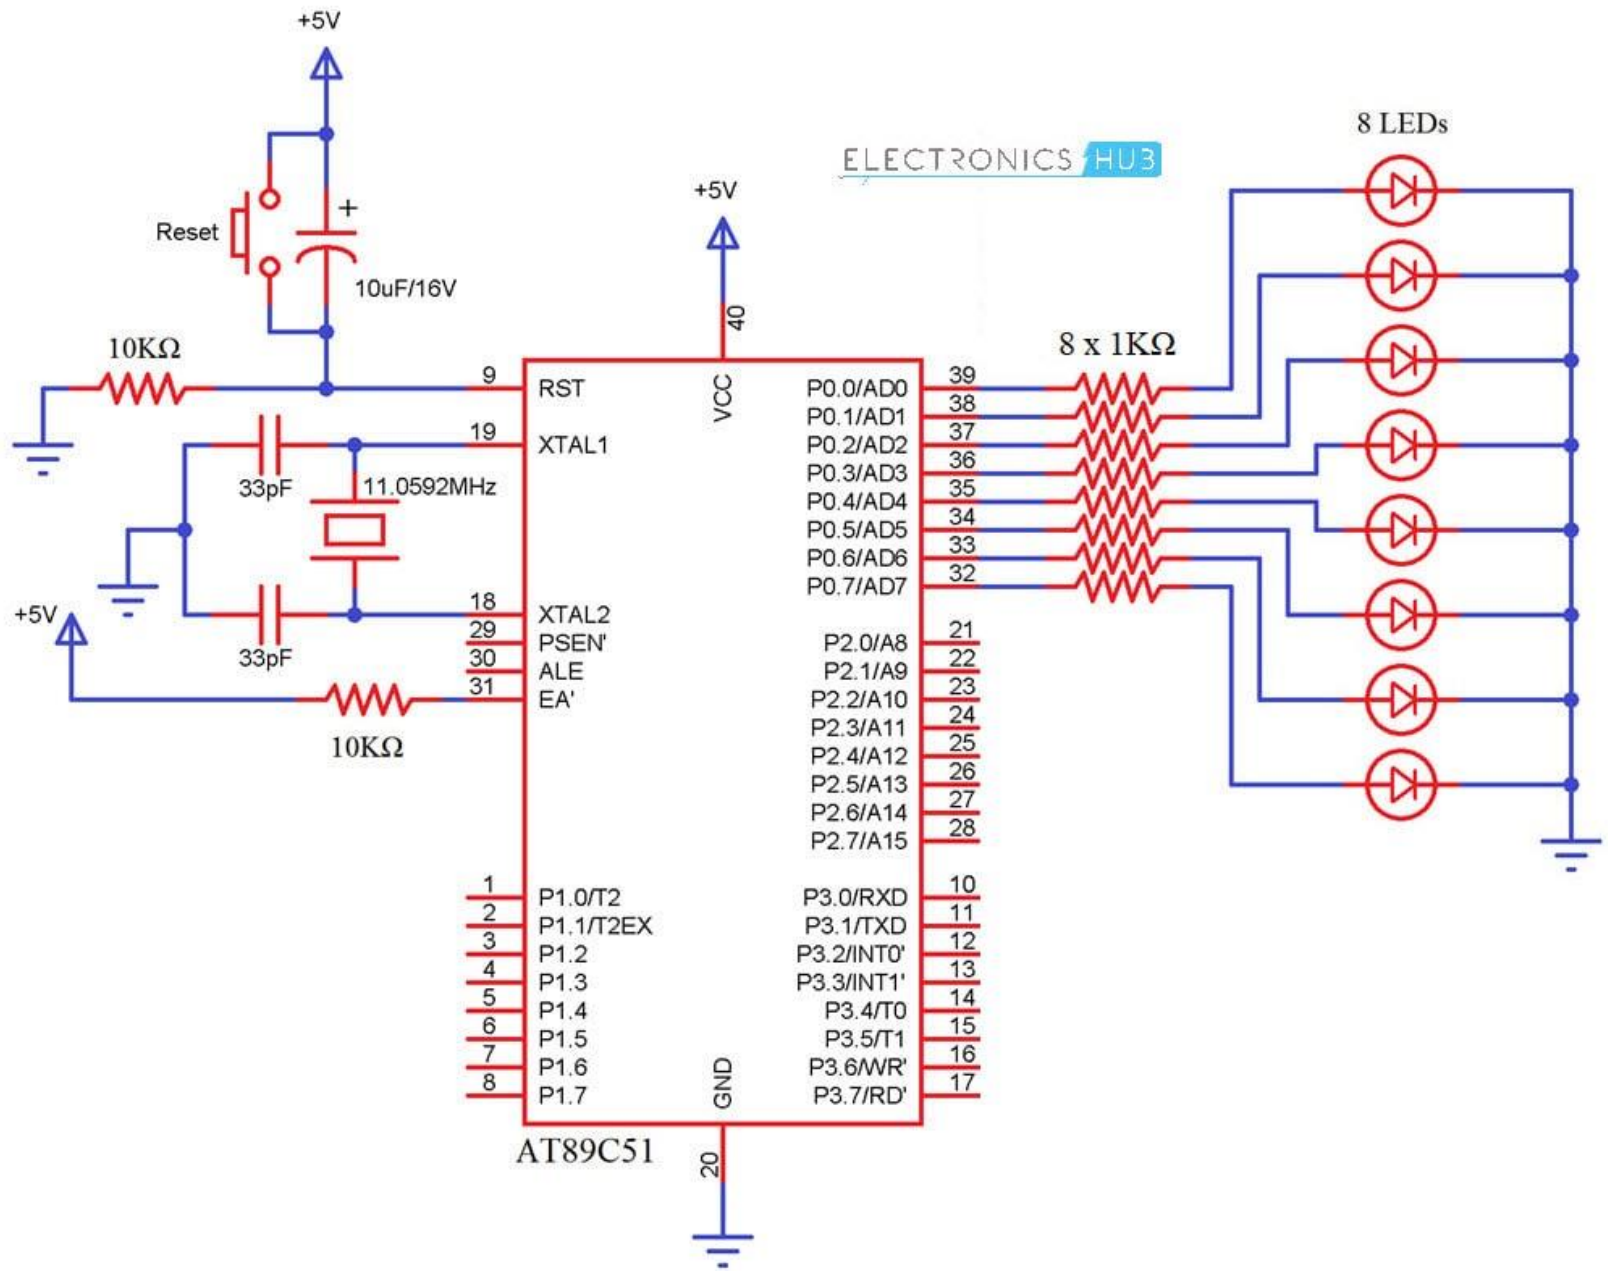 +5V
8 LEDs
ELECTRONICS HUB
+5V
Reset
+
10uF/16V
40
10KΩ
8 x 1KΩ
9 RST
VCC
P0.0/AD0 39
P0.1/AD1 38
19 XTAL1
P0.2/AD2 37
P0.3/AD3 36
33pF
11.0592MHz
P0.4/AD4 35
P0.5/AD5 34
P0.6/AD6 33
P0.7/AD7 32
+5V
18 XTAL2
29 PSEN'
P2.0/A8 21
33pF
30 ALE
P2.1/A9 22
31 EA'
P2.2/A10 23
P2.3/A11 24
10KΩ
P2.4/A12 25
P2.5/A13 26
P2.6/A14 27
P2.7/A15 28
1 P1.0/T2
P3.0/RXD 10
2 P1.1/T2EX
P3.1/TXD 11
3 P1.2
P3.2/INT0' 12
4 P1.3
P3.3/INT1' 13
5 P1.4
P3.4/T0 14
6 P1.5
P3.5/T1 15
7 P1.6
P3.6/WR' 16
8 P1.7
GND
P3.7/RD' 17
AT89C51
20